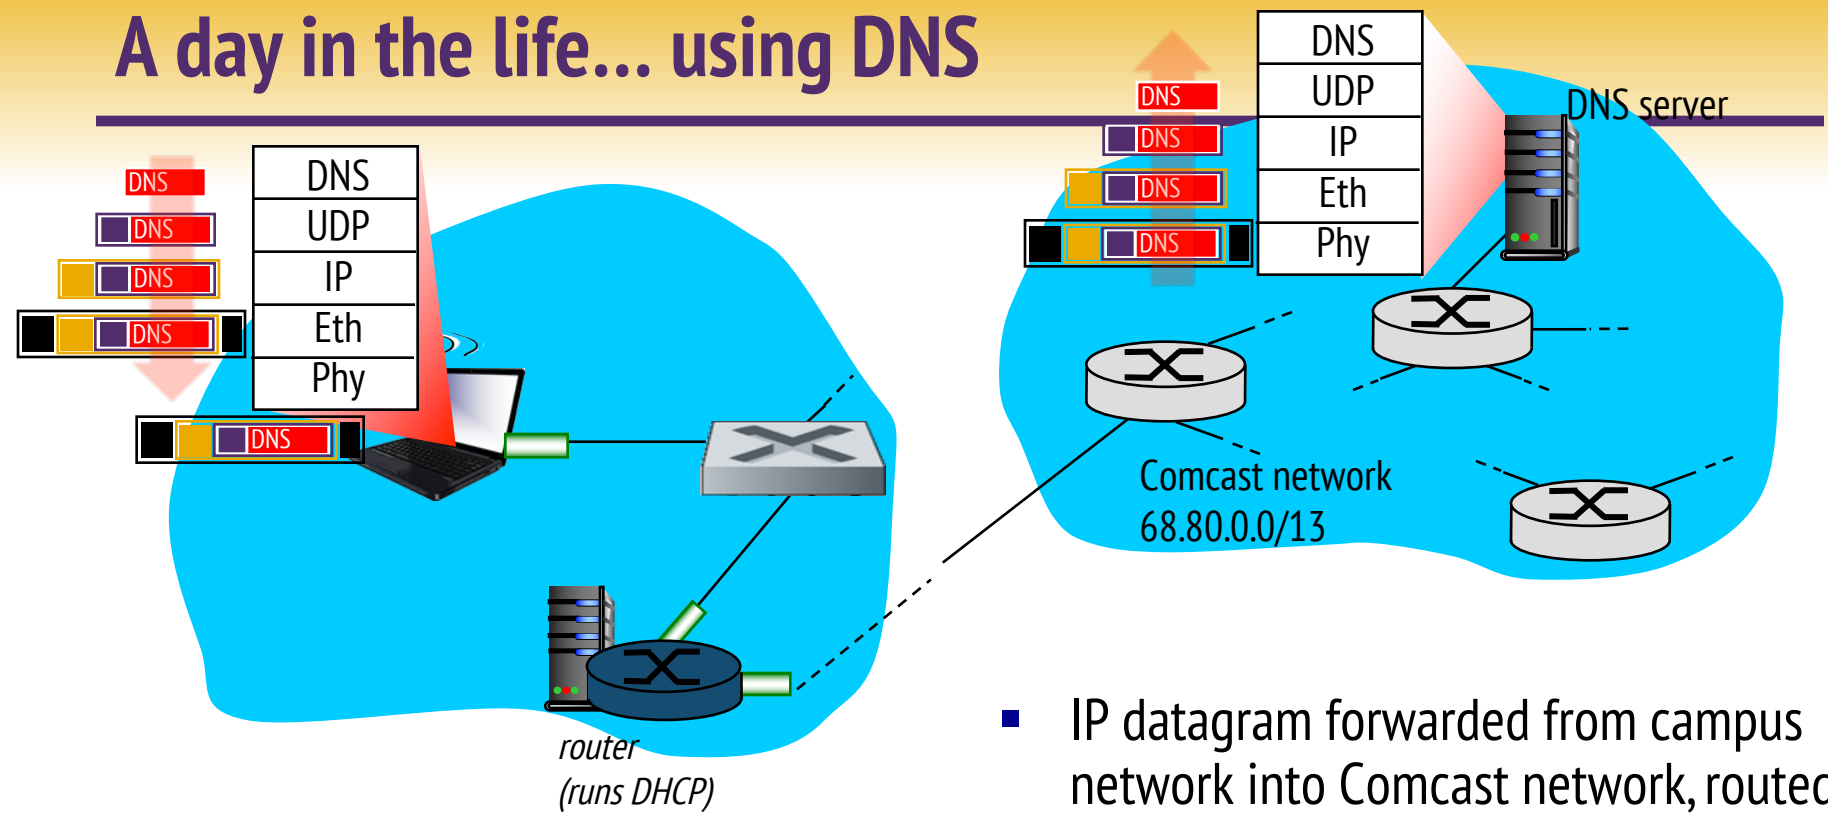 A day in the life... using DNS
DNS
DNS
DNS
DNS
DNS
DNS
UDP
IP
Eth
Phy
DNS
DNS
DNS
DNS
DNS
UDP
IP
Eth
Phy
DNS server
Comcast network
68.80.0.0/13
router
(runs DHCP)
▪ IP datagram forwarded from campus
network into Comcast network, routed